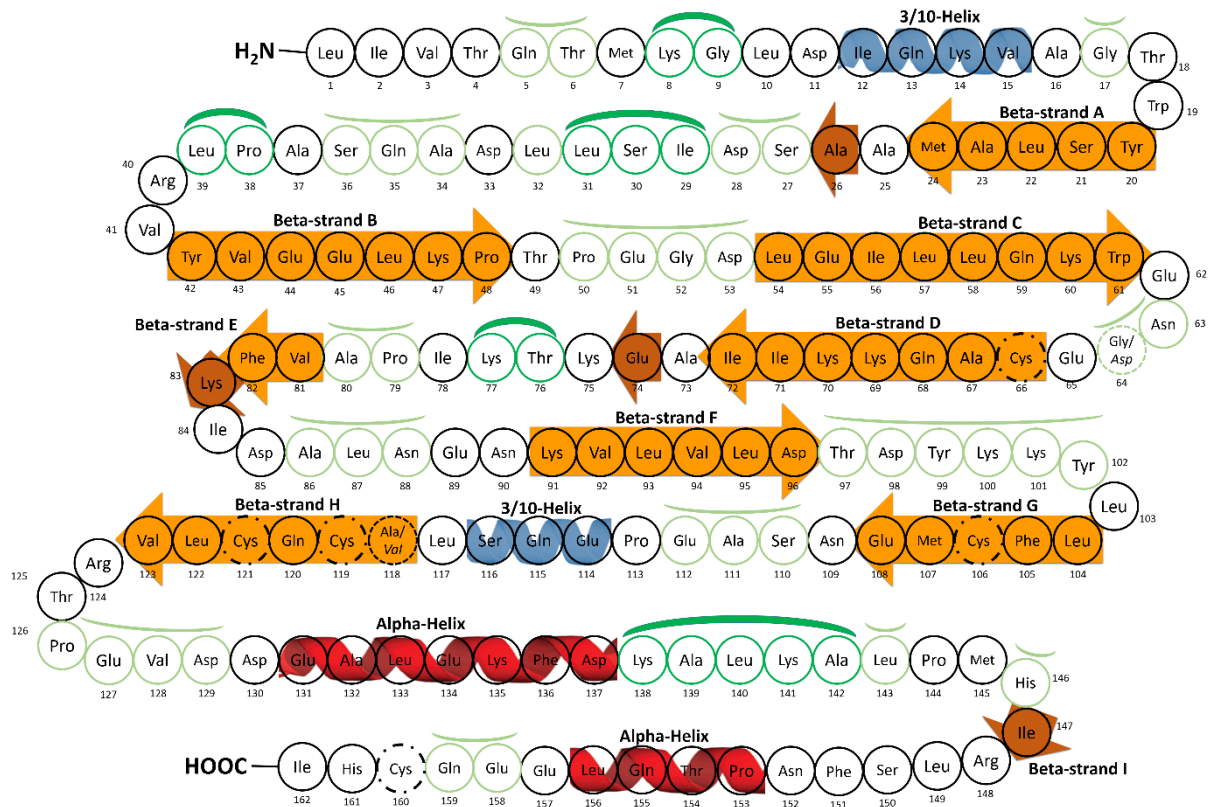 3/10-Helix
H₂N Leu Ile Val Thr Gln Thr Met Lys Gly Leu Asp Ile Gln Lys Val Ala Gly Thr
1 2 3 4 5 6 7 8 9 10 11 12 13 14 15 16 17 18
Trp 19
Beta-strand A
Leu Pro Ala Ser Gln Ala Asp Leu Leu Ser Ile Asp Ser Ala Ala Met Ala Leu Ser Tyr
39 38 37 36 35 34 33 32 31 30 29 28 27 26 25 24 23 22 21 20
40 Arg
41 Val
Beta-strand B Beta-strand C
Tyr Val Glu Glu Leu Lys Pro Thr Pro Glu Gly Asp Leu Glu Ile Leu Leu Gln Lys Trp Glu 62
42 43 44 45 46 47 48 49 50 51 52 53 54 55 56 57 58 59 60 61
Asn 63
Beta-strand E Beta-strand D
Phe Val Ala Pro Ile Lys Thr Lys Glu Ala Ile Ile Lys Lys Gln Ala Cys Glu Gly/
Asp
82 81 80 79 78 77 76 75 74 73 72 71 70 69 68 67 66 65 64
83 Lys
84 Ile
Beta-strand F
Asp Ala Leu Asn Glu Asn Lys Val Leu Val Leu Asp Thr Asp Tyr Lys Lys Tyr 102
85 86 87 88 89 90 91 92 93 94 95 96 97 98 99 100 101
Leu 103
Beta-strand H 3/10-Helix Beta-strand G
Val Leu Cys Gln Cys Ala/
Val Leu Ser Gln Glu Pro Glu Ala Ser Asn Glu Met Cys Phe Leu
123 122 121 120 119 118 117 116 115 114 113 112 111 110 109 108 107 106 105 104
Arg
124
125 Thr
126 Pro
Alpha-Helix
Glu Val Asp Asp Glu Ala Leu Glu Lys Phe Asp Lys Ala Leu Lys Ala Leu Pro Met His 146
127 128 129 130 131 132 133 134 135 136 137 138 139 140 141 142 143 144 145
Ile 147
Alpha-Helix
HOOC Ile His Cys Gln Glu Glu Leu Gln Thr Pro Asn Phe Ser Leu Arg
162 161 160 159 158 157 156 155 154 153 152 151 150 149 148
Beta-strand I